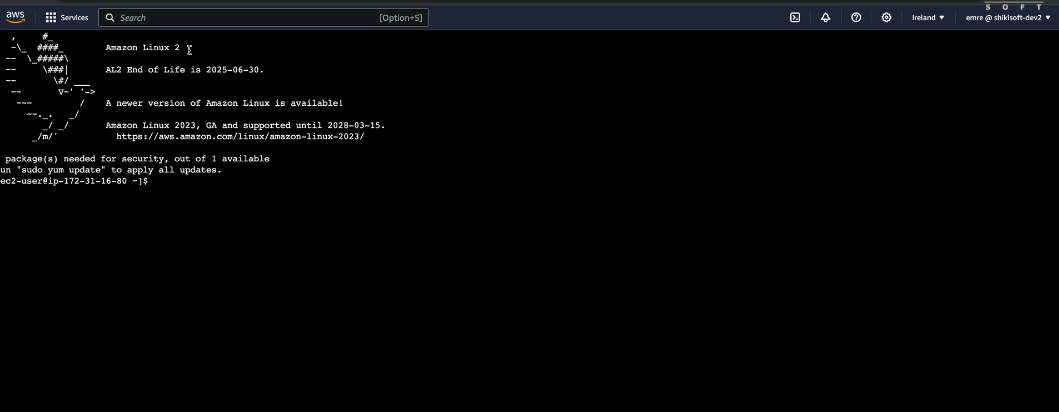 S O F T
aws Services Search [Option+S] Ireland ▼ emre @ shikisoft-dev2 ▼
, #_
~\_ ####_ Amazon Linux 2
~~ \_#####\
~~ \###| AL2 End of Life is 2025-06-30.
~~ \#/ ___
~~ V~' '->
~~~ / A newer version of Amazon Linux is available!
~~._. _/
_/ _/ Amazon Linux 2023, GA and supported until 2028-03-15.
_/m/' https://aws.amazon.com/linux/amazon-linux-2023/
package(s) needed for security, out of 1 available
un "sudo yum update" to apply all updates.
ec2-user@ip-172-31-16-80 ~]$